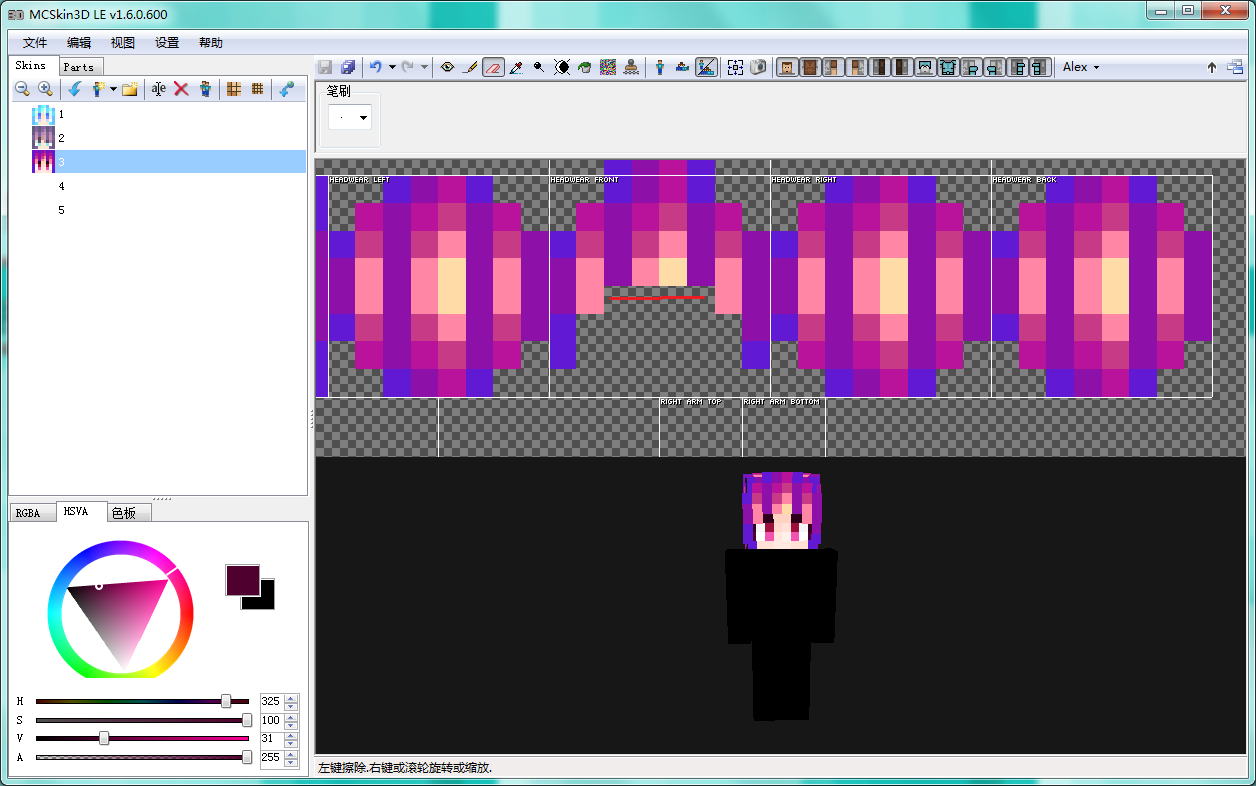 MCSkin3D LE v1.6.0.600
文件 编辑 视图 设置 帮助
Skins Parts
Alex
笔刷
1
2
3
4
5
HEADWEAR LEFT HEADWEAR FRONT HEADWEAR RIGHT HEADWEAR BACK
RIGHT ARM TOP RIGHT ARM BOTTOM
RGBA HSVA 色板
H 325
S 100
V 31
A 255
左键擦除.右键或滚轮旋转或缩放.